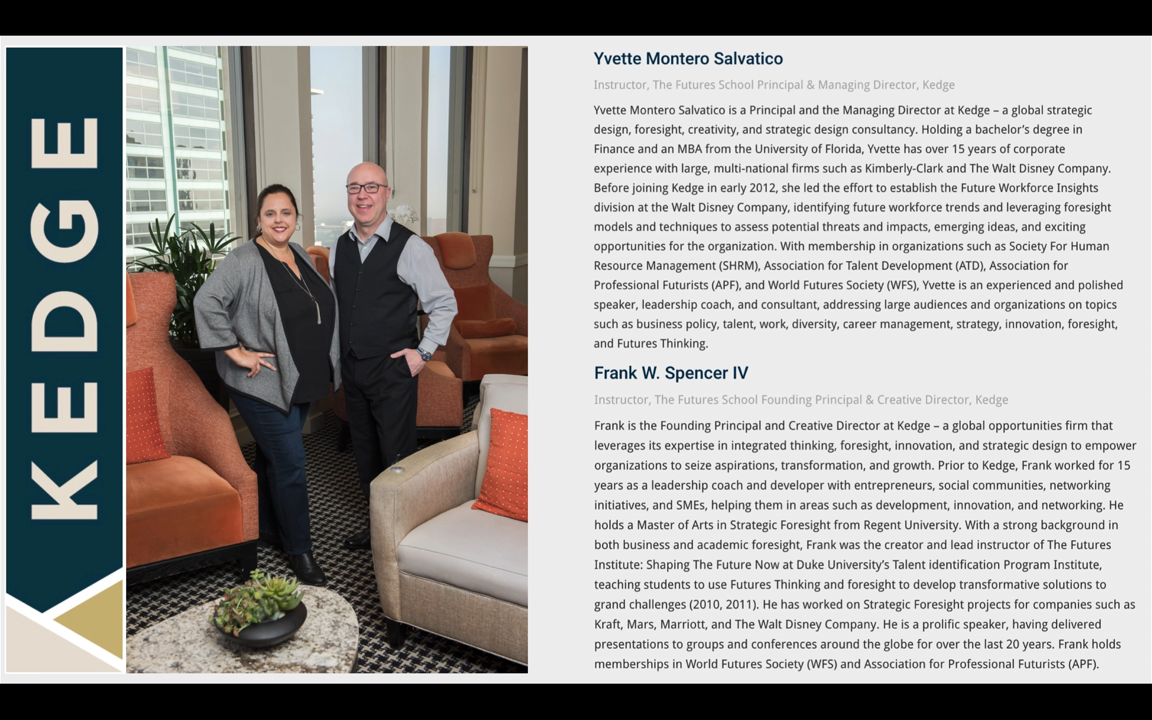 KEDGE
Yvette Montero Salvatico
Instructor, The Futures School Principal & Managing Director, Kedge
Yvette Montero Salvatico is a Principal and the Managing Director at Kedge – a global strategic
design, foresight, creativity, and strategic design consultancy. Holding a bachelor's degree in
Finance and an MBA from the University of Florida, Yvette has over 15 years of corporate
experience with large, multi-national firms such as Kimberly-Clark and The Walt Disney Company.
Before joining Kedge in early 2012, she led the effort to establish the Future Workforce Insights
division at the Walt Disney Company, identifying future workforce trends and leveraging foresight
models and techniques to assess potential threats and impacts, emerging ideas, and exciting
opportunities for the organization. With membership in organizations such as Society For Human
Resource Management (SHRM), Association for Talent Development (ATD), Association for
Professional Futurists (APF), and World Futures Society (WFS), Yvette is an experienced and polished
speaker, leadership coach, and consultant, addressing large audiences and organizations on topics
such as business policy, talent, work, diversity, career management, strategy, innovation, foresight,
and Futures Thinking.
Frank W. Spencer IV
Instructor, The Futures School Founding Principal & Creative Director, Kedge
Frank is the Founding Principal and Creative Director at Kedge – a global opportunities firm that
leverages its expertise in integrated thinking, foresight, innovation, and strategic design to empower
organizations to seize aspirations, transformation, and growth. Prior to Kedge, Frank worked for 15
years as a leadership coach and developer with entrepreneurs, social communities, networking
initiatives, and SMEs, helping them in areas such as development, innovation, and networking. He
holds a Master of Arts in Strategic Foresight from Regent University. With a strong background in
both business and academic foresight, Frank was the creator and lead instructor of The Futures
Institute: Shaping The Future Now at Duke University's Talent identification Program Institute,
teaching students to use Futures Thinking and foresight to develop transformative solutions to
grand challenges (2010, 2011). He has worked on Strategic Foresight projects for companies such as
Kraft, Mars, Marriott, and The Walt Disney Company. He is a prolific speaker, having delivered
presentations to groups and conferences around the globe for over the last 20 years. Frank holds
memberships in World Futures Society (WFS) and Association for Professional Futurists (APF).